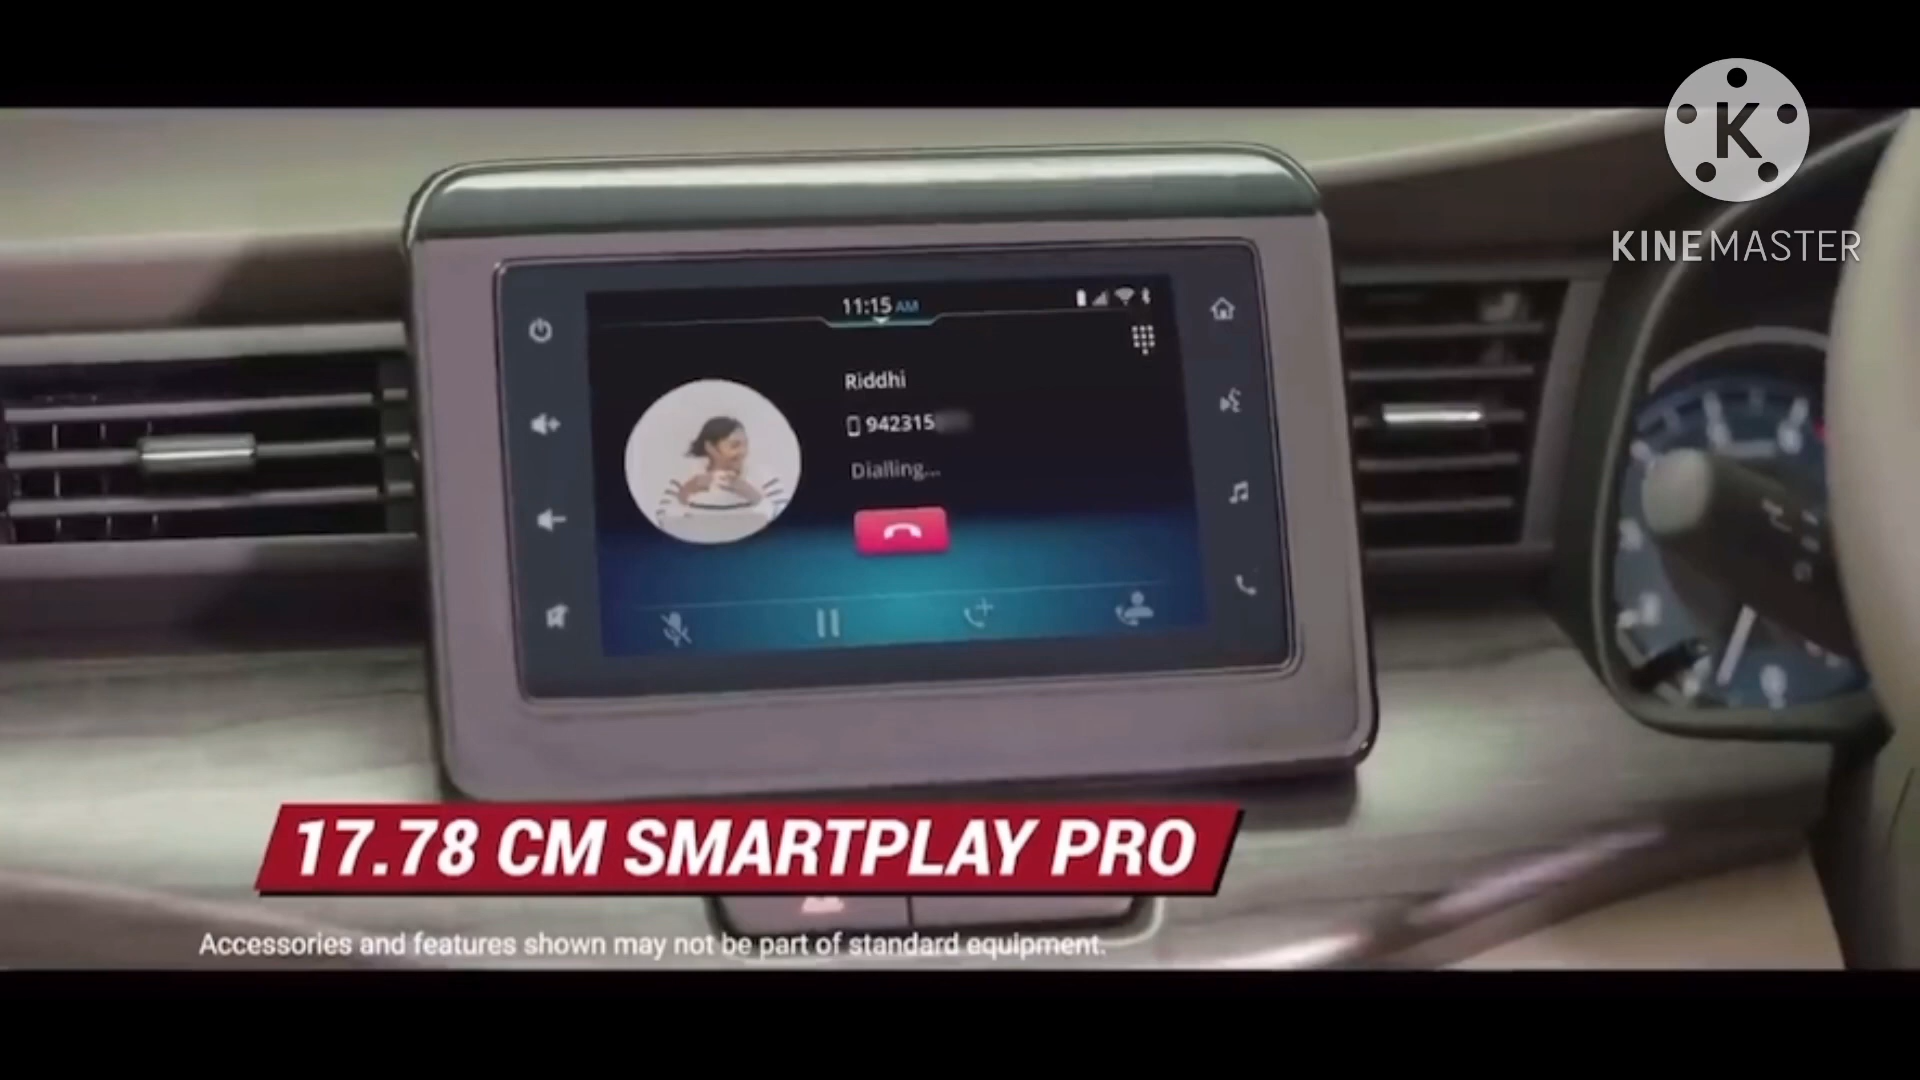 K
KINEMASTER
11:15 AM
Riddhi
942315
Dialling...
17.78 CM SMARTPLAY PRO
Accessories and features shown may not be part of standard equipment.